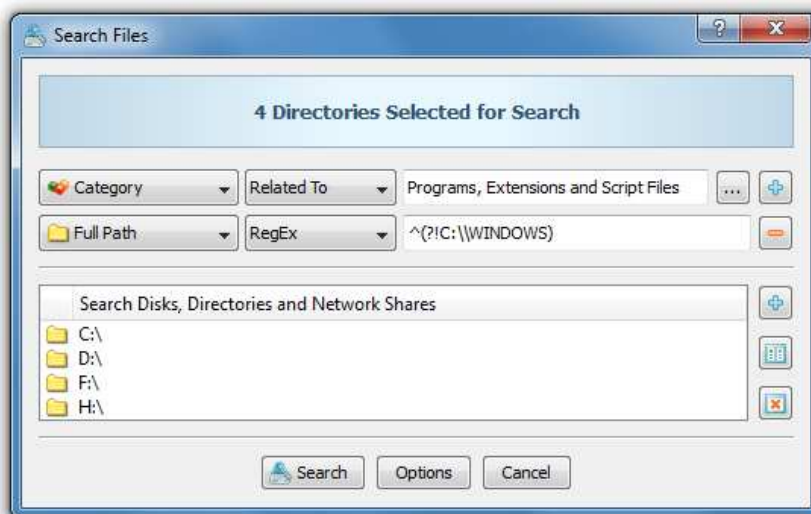 Search Files
4 Directories Selected for Search
Category Related To Programs, Extensions and Script Files ...
Full Path RegEx ^(?!C:\\WINDOWS)
Search Disks, Directories and Network Shares
C:\
D:\
F:\
H:\
Search Options Cancel